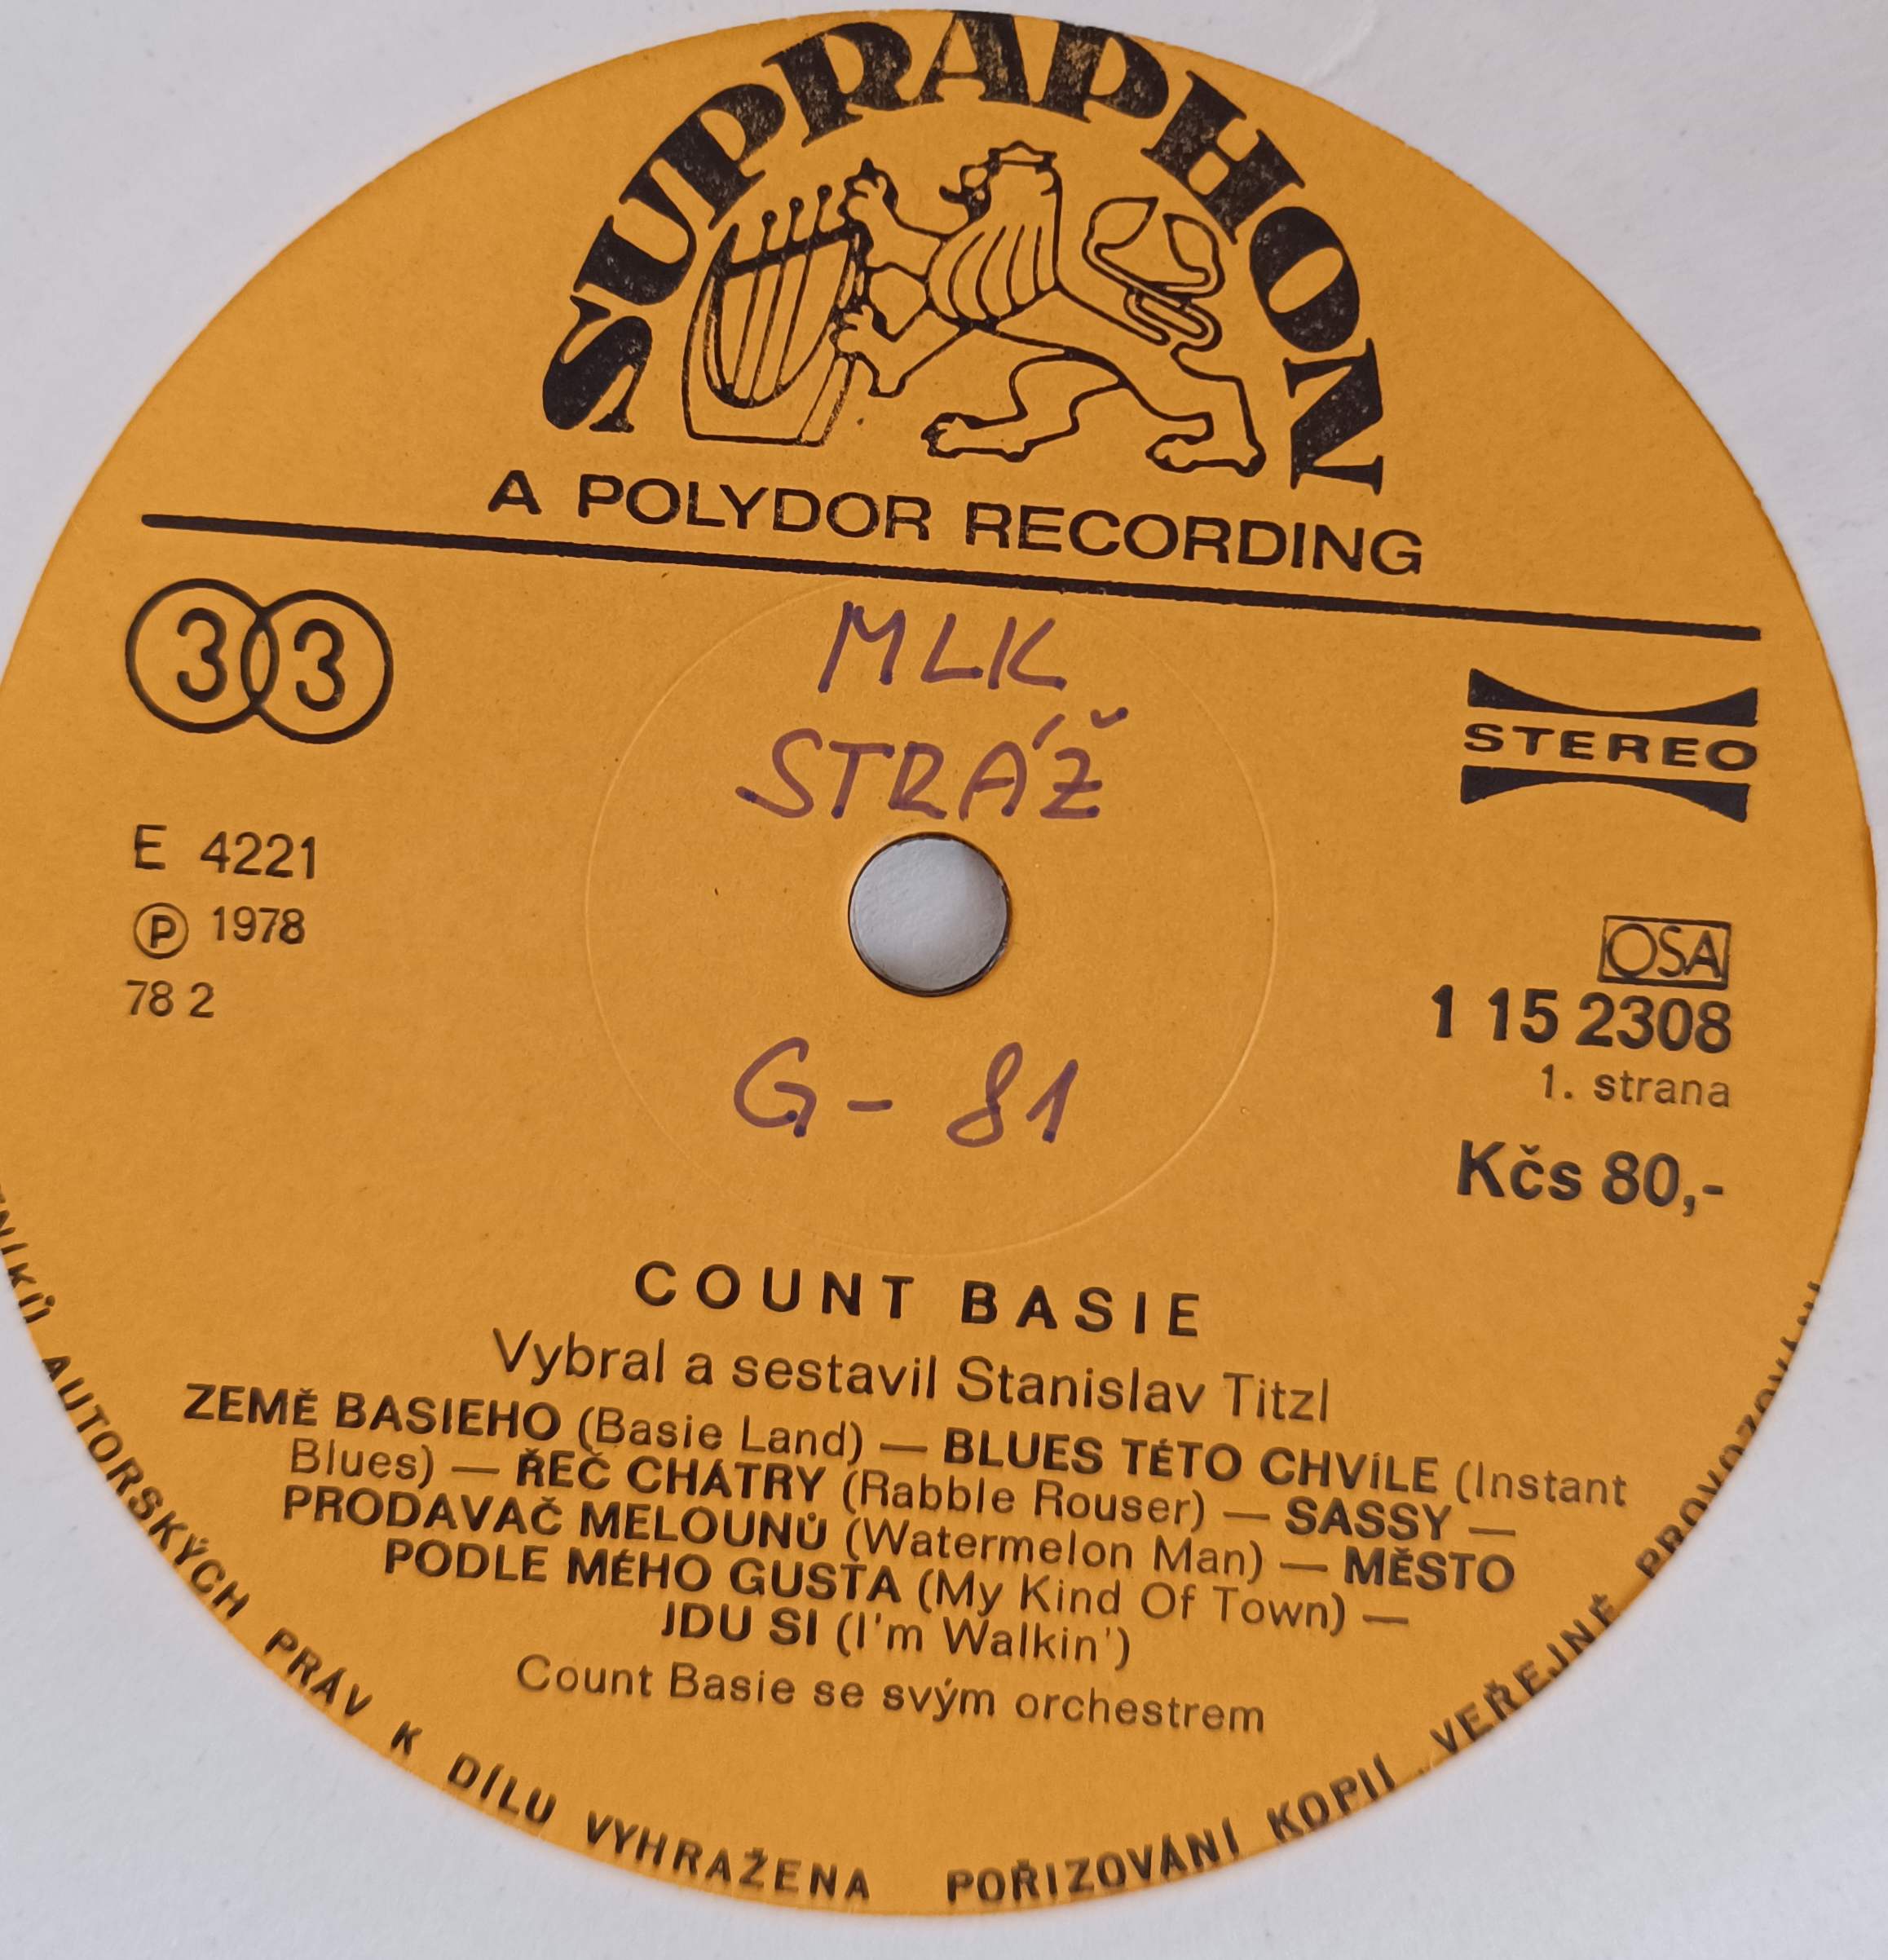 SUPRAPHON
A POLYDOR RECORDING
33
STEREO
MLK
STRÁŽ
E 4221
Ⓟ 1978
78 2
OSA
1 15 2308
1. strana
Kčs 80,-
G - 81
COUNT BASIE
Vybral a sestavil Stanislav Titzl
ZEMĚ BASIEHO (Basie Land) — BLUES TÉTO CHVÍLE (Instant
Blues) — ŘEČ CHÁTRY (Rabble Rouser) — SASSY —
PRODAVAČ MELOUNŮ (Watermelon Man) — MĚSTO
PODLE MÉHO GUSTA (My Kind Of Town) —
JDU SI (I'm Walkin')
Count Basie se svým orchestrem
AUTORSKÝCH PRÁV K DÍLU VYHRAŽENA POŘIZOVÁNÍ KOPIÍ, VEŘEJNÉ PROVOZOVÁNÍ